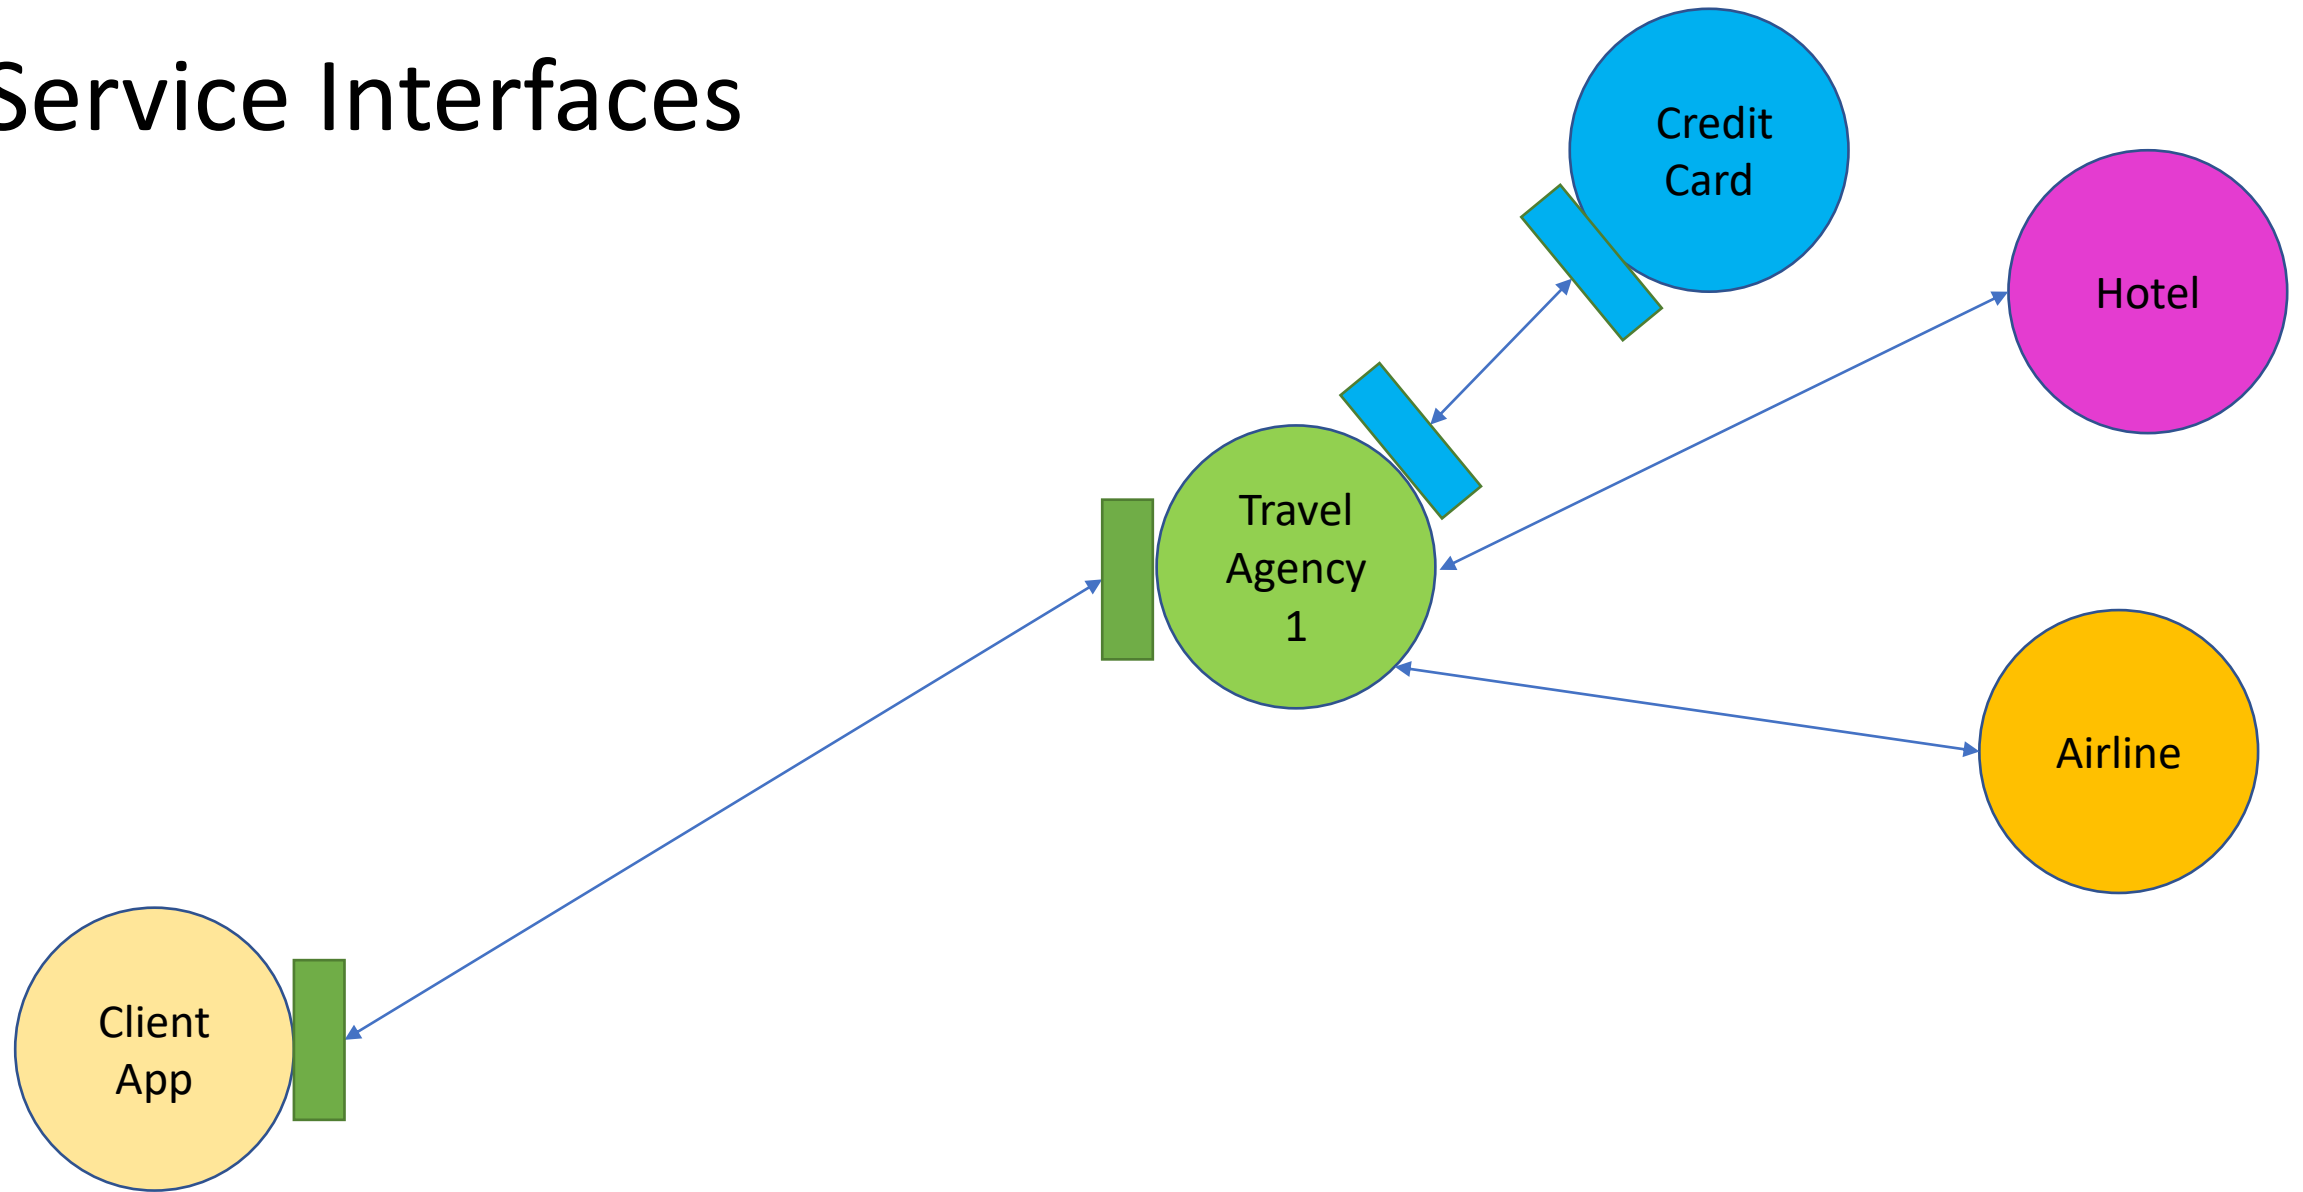 Service Interfaces
Credit
Card
Hotel
Travel
Agency
1
Airline
Client
App